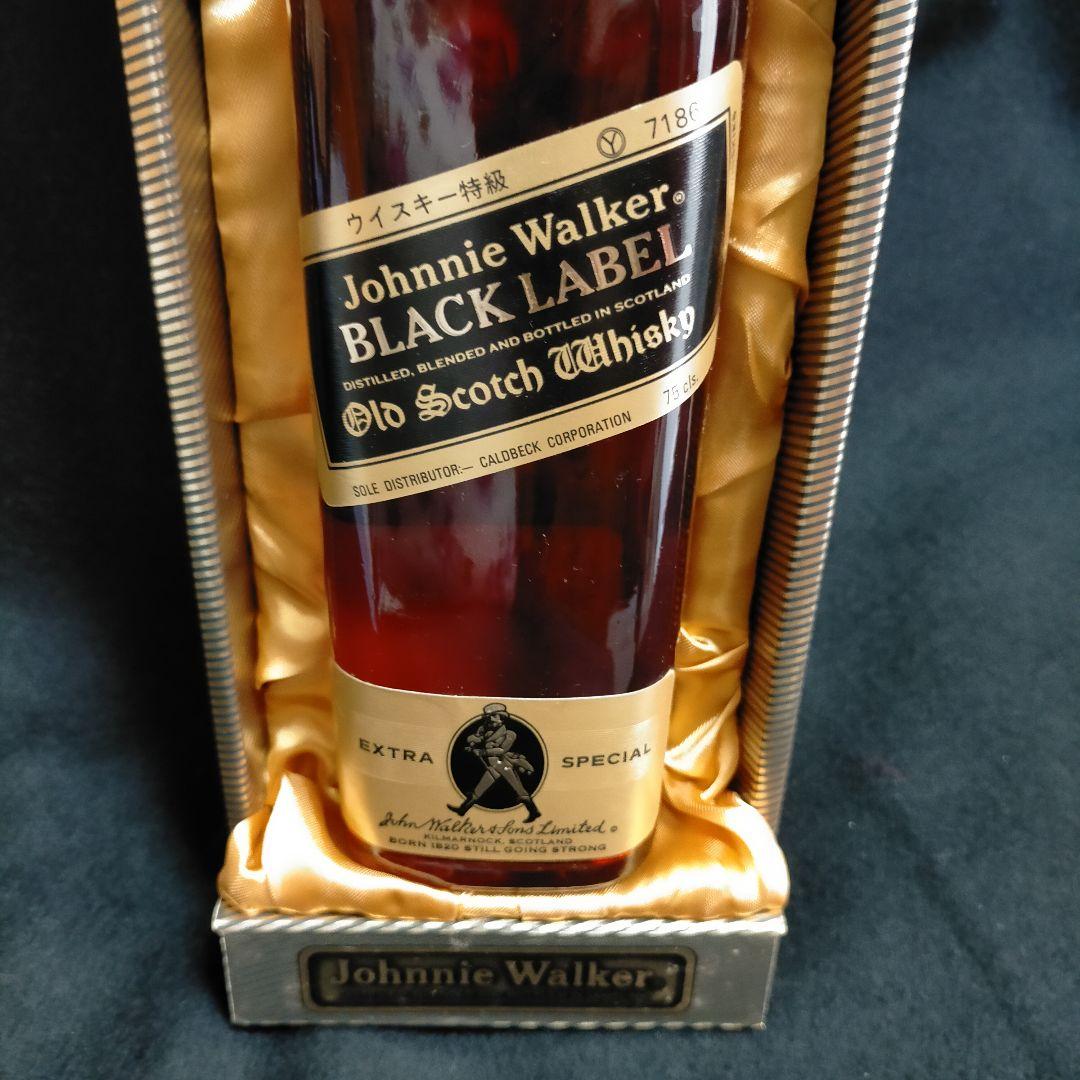 ウイスキー特級 Ⓨ 7186
Johnnie Walker®
BLACK LABEL
DISTILLED, BLENDED AND BOTTLED IN SCOTLAND
Old Scotch Whisky
75 cls.
SOLE DISTRIBUTOR:– CALDBECK CORPORATION
EXTRA SPECIAL
John Walker & Sons Limited
KILMARNOCK, SCOTLAND
BORN 1820 STILL GOING STRONG
Johnnie Walker